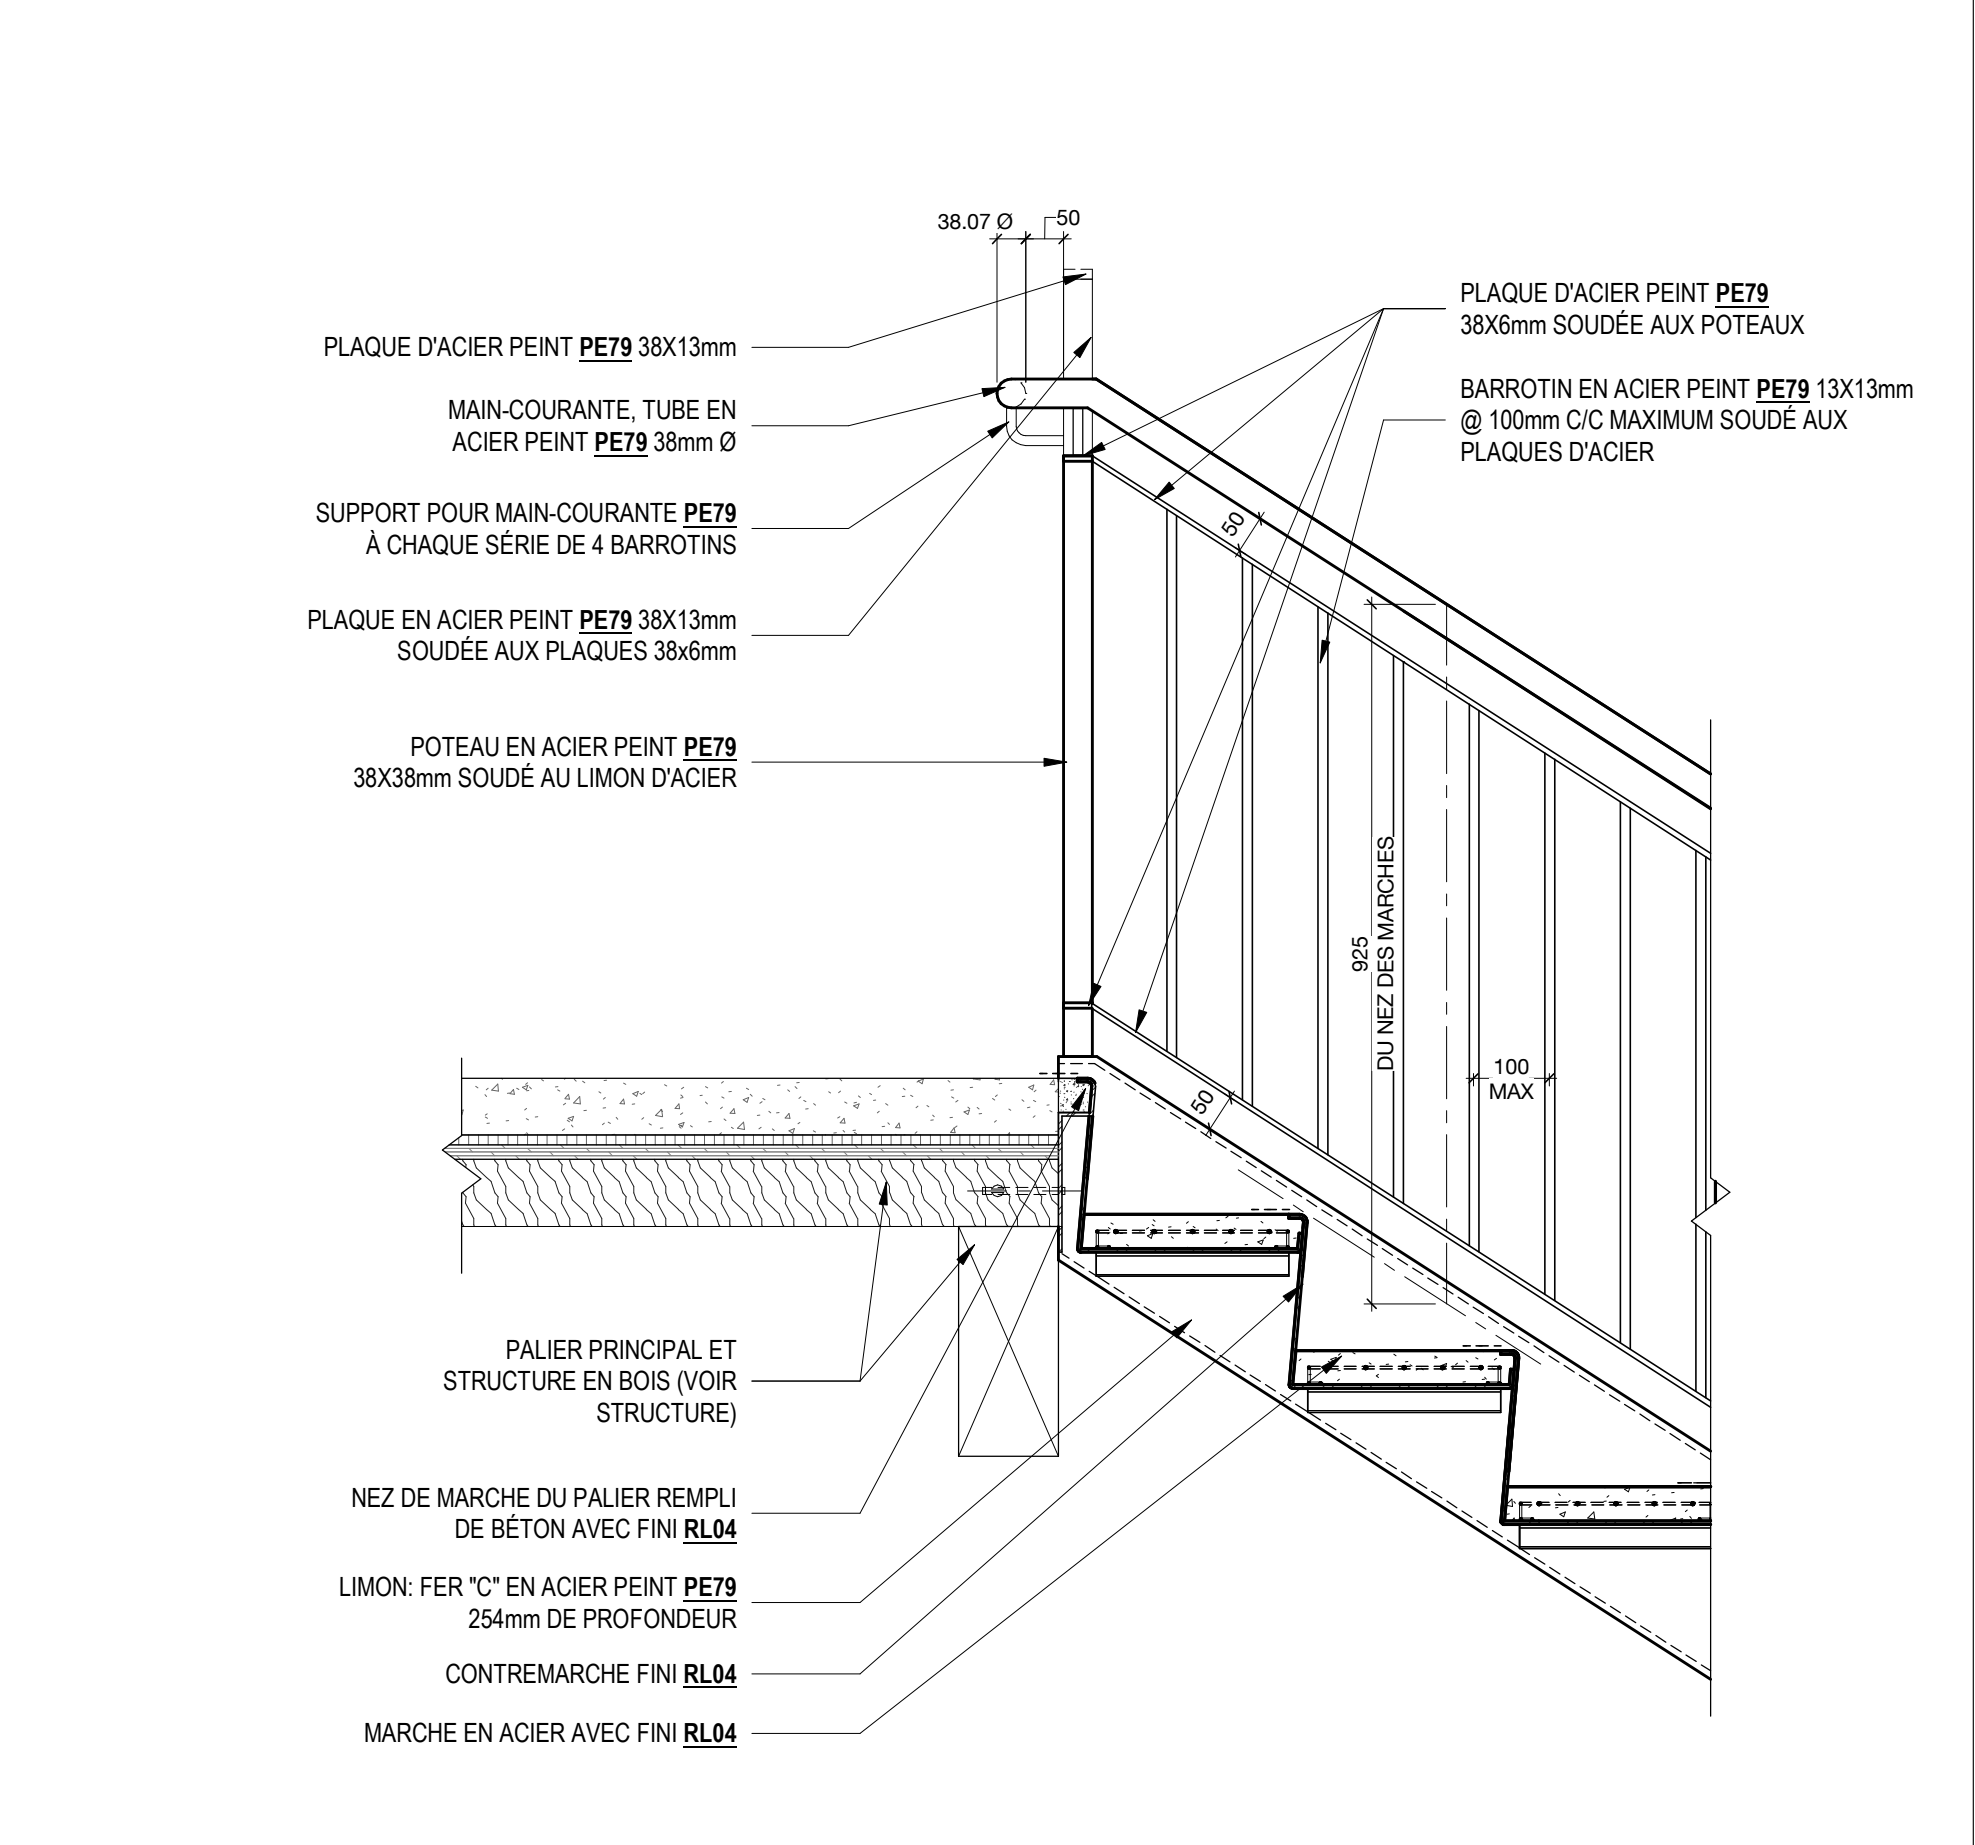 38.07 Ø
50
PLAQUE D'ACIER PEINT PE79 38X13mm
MAIN-COURANTE, TUBE EN
ACIER PEINT PE79 38mm Ø
SUPPORT POUR MAIN-COURANTE PE79
À CHAQUE SÉRIE DE 4 BARROTINS
PLAQUE EN ACIER PEINT PE79 38X13mm
SOUDÉE AUX PLAQUES 38x6mm
POTEAU EN ACIER PEINT PE79
38X38mm SOUDÉ AU LIMON D'ACIER
PALIER PRINCIPAL ET
STRUCTURE EN BOIS (VOIR
STRUCTURE)
NEZ DE MARCHE DU PALIER REMPLI
DE BÉTON AVEC FINI RL04
LIMON: FER "C" EN ACIER PEINT PE79
254mm DE PROFONDEUR
CONTREMARCHE FINI RL04
MARCHE EN ACIER AVEC FINI RL04
PLAQUE D'ACIER PEINT PE79
38X6mm SOUDÉE AUX POTEAUX
BARROTIN EN ACIER PEINT PE79 13X13mm
@ 100mm C/C MAXIMUM SOUDÉ AUX
PLAQUES D'ACIER
50
925
DU NEZ DES MARCHES
100
MAX
50